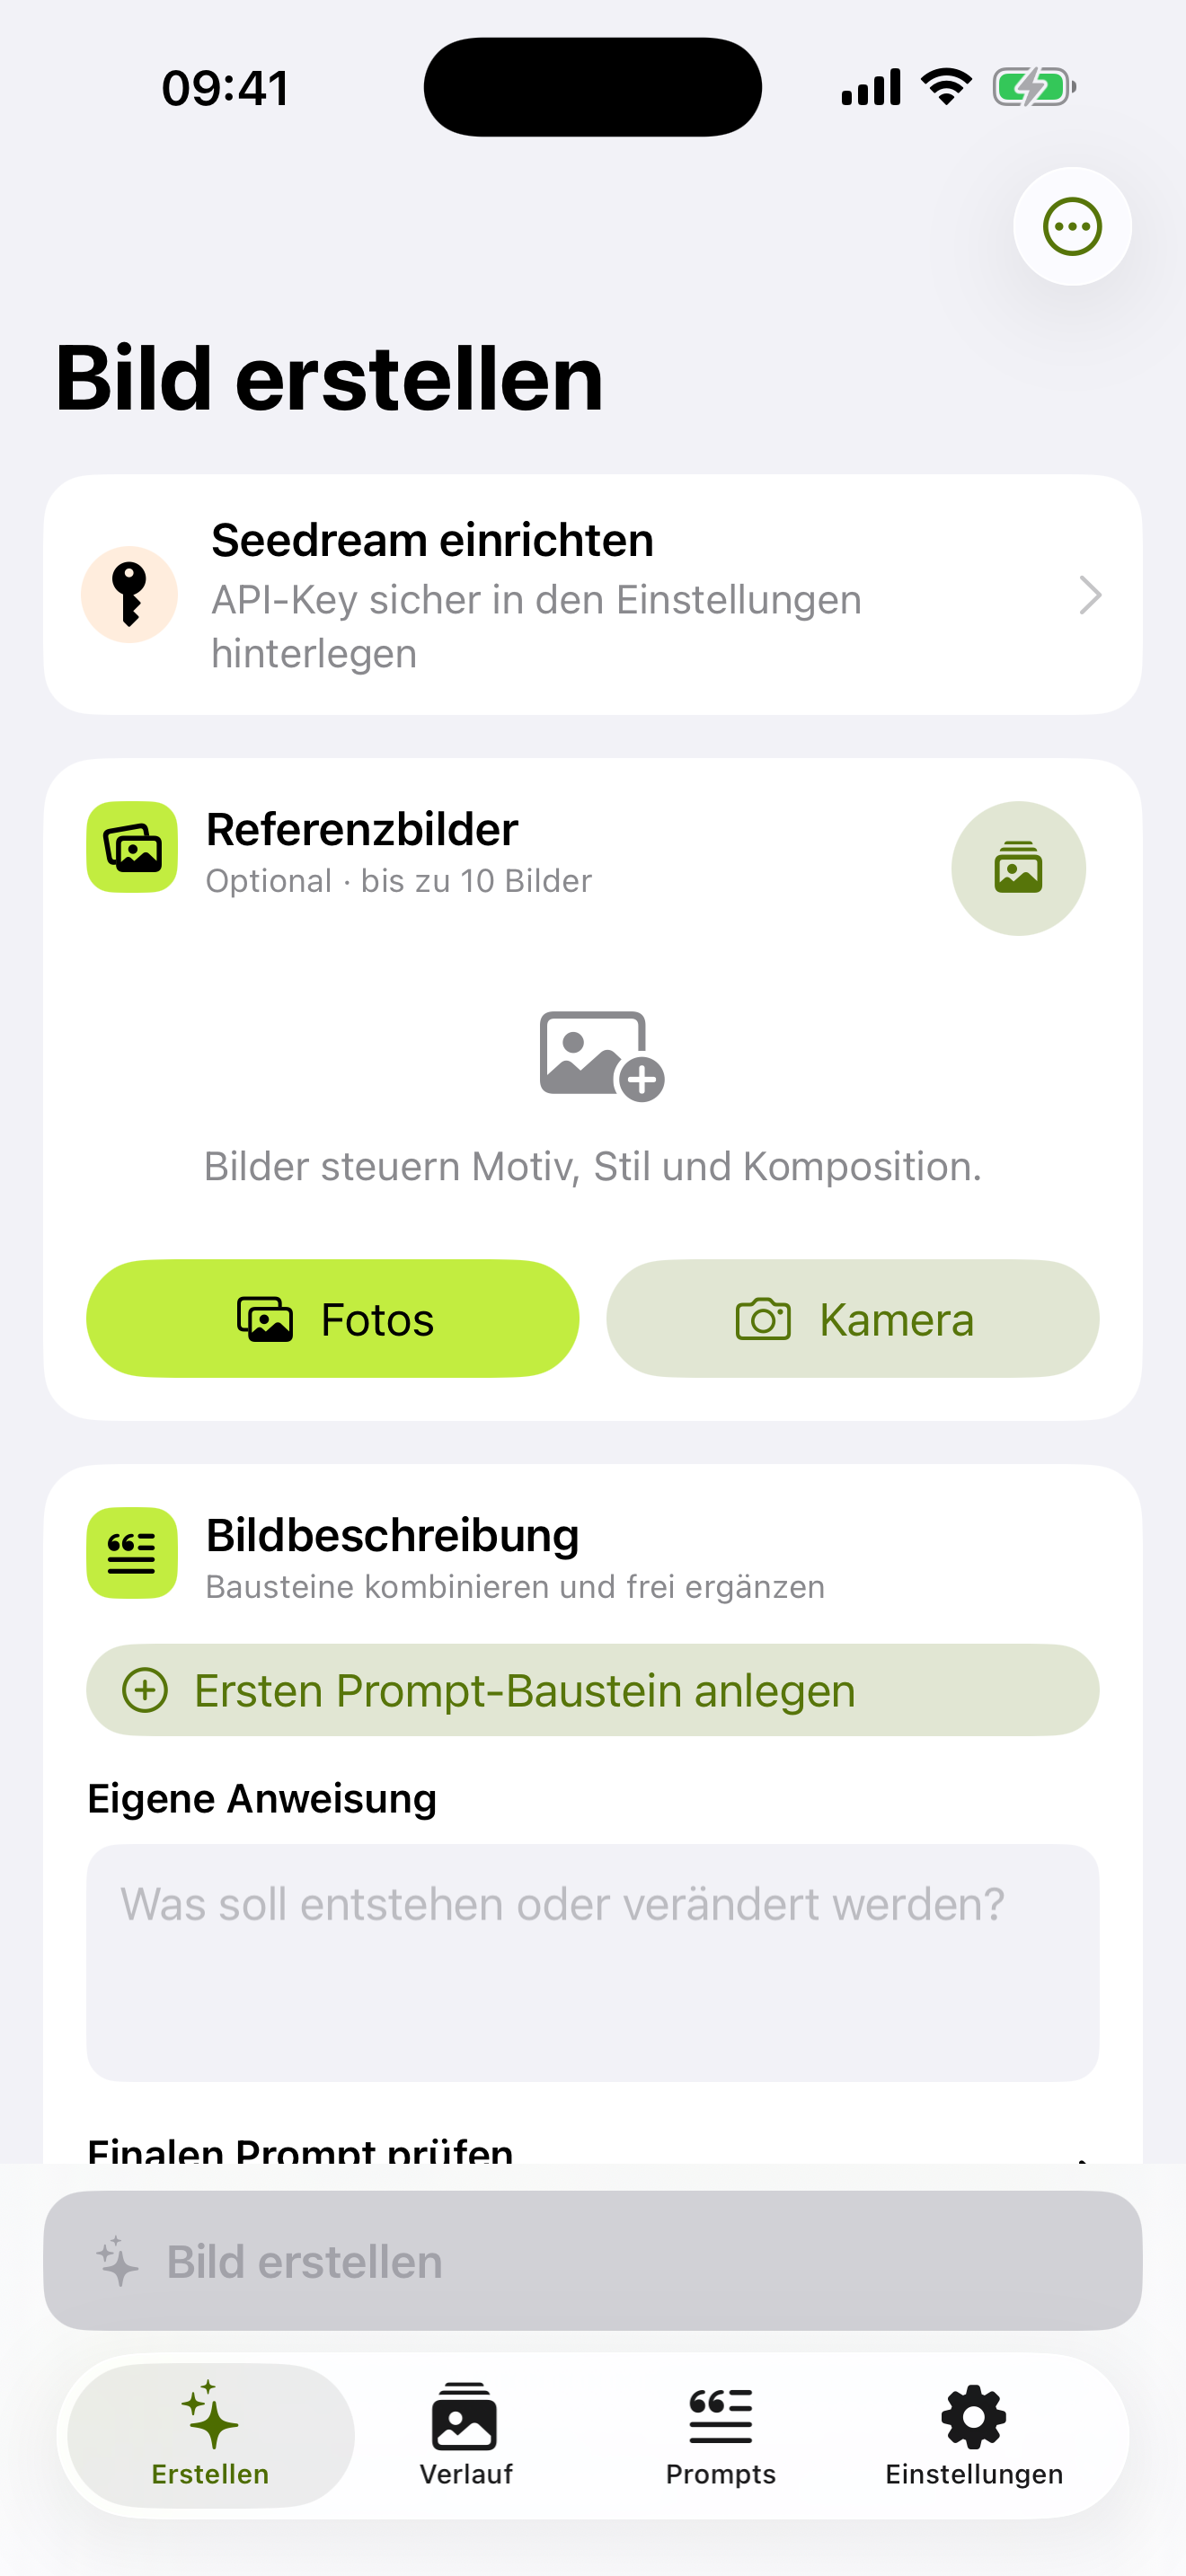 09:41
Bild erstellen
Seedream einrichten
API-Key sicher in den Einstellungen
hinterlegen
Referenzbilder
Optional · bis zu 10 Bilder
Bilder steuern Motiv, Stil und Komposition.
Fotos
Kamera
Bildbeschreibung
Bausteine kombinieren und frei ergänzen
Ersten Prompt-Baustein anlegen
Eigene Anweisung
Was soll entstehen oder verändert werden?
Finalen Prompt prüfen
Bild erstellen
Erstellen
Verlauf
Prompts
Einstellungen